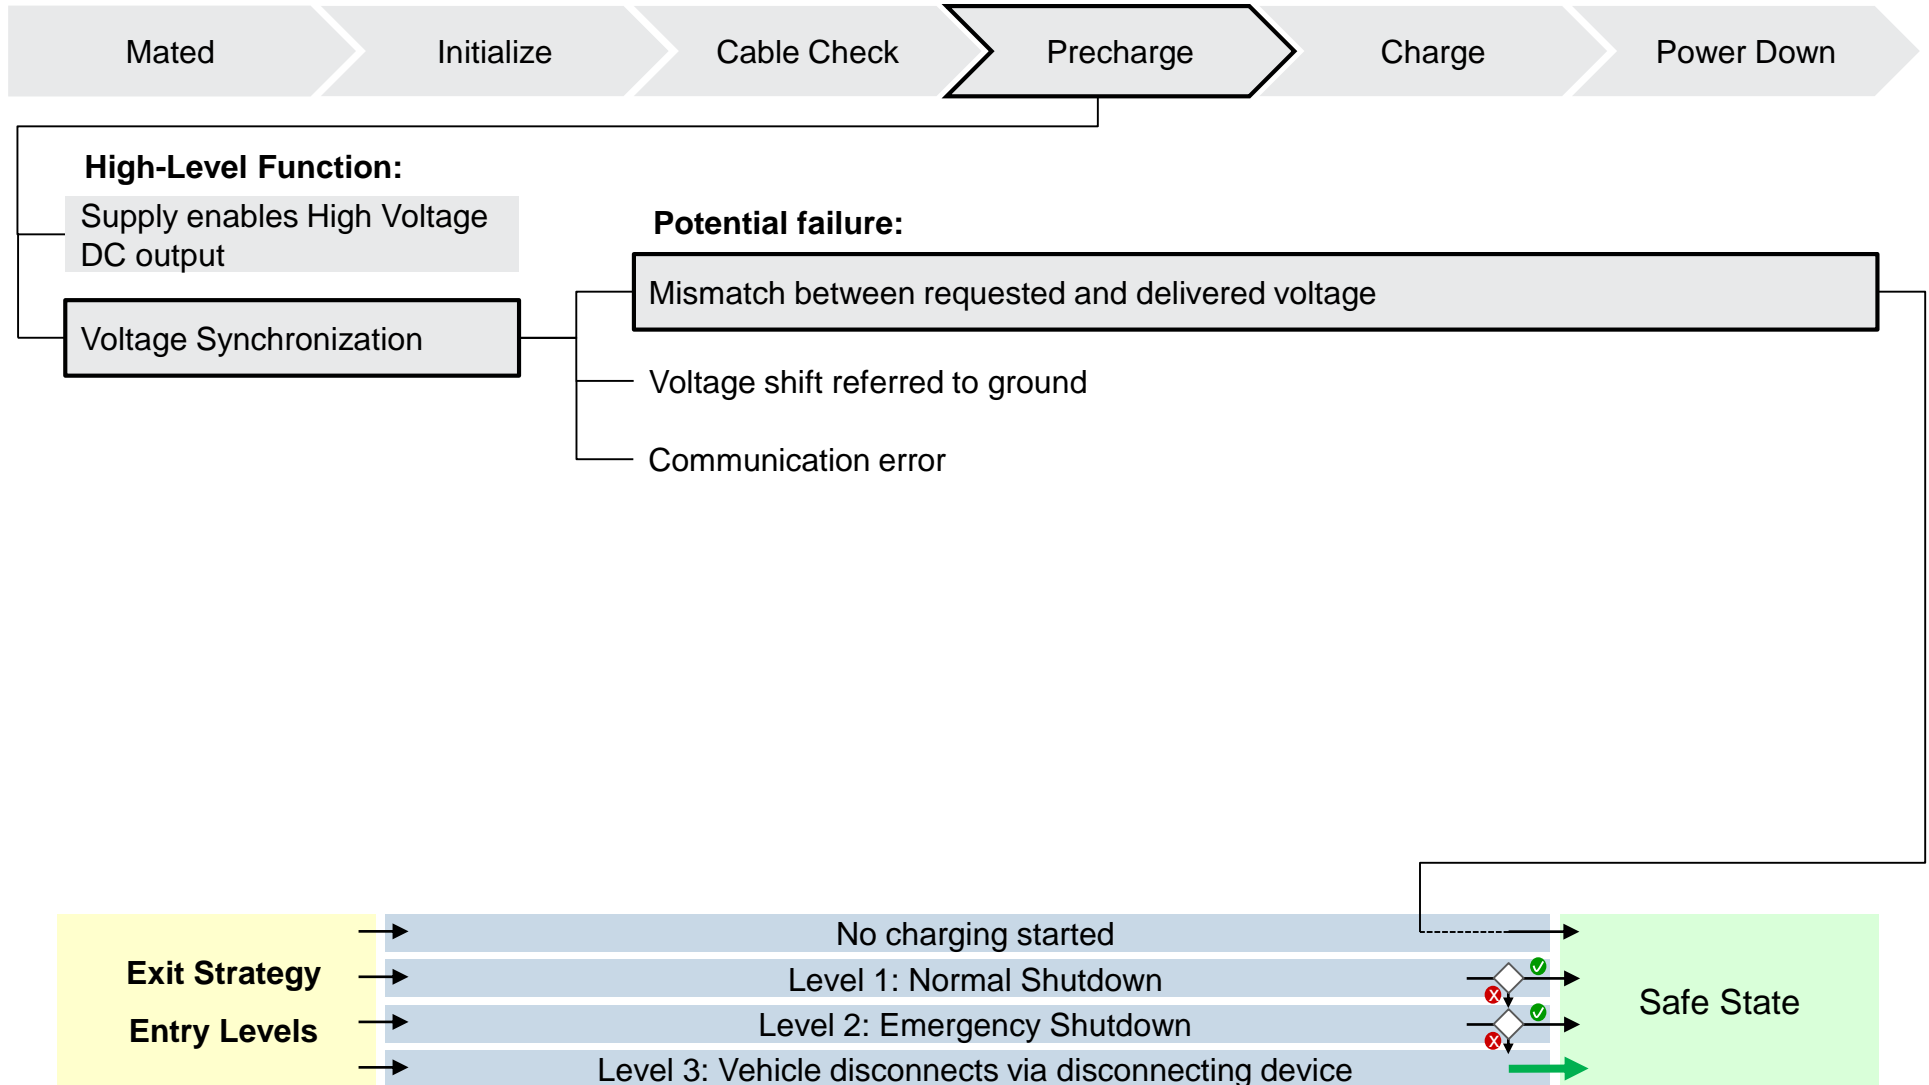 Mated
Initialize
Cable Check
Precharge
Charge
Power Down
High-Level Function:
Supply enables High Voltage
DC output
Voltage Synchronization
Potential failure:
Mismatch between requested and delivered voltage
Voltage shift referred to ground
Communication error
Exit Strategy
Entry Levels
No charging started
Level 1: Normal Shutdown
Level 2: Emergency Shutdown
Level 3: Vehicle disconnects via disconnecting device
Safe State